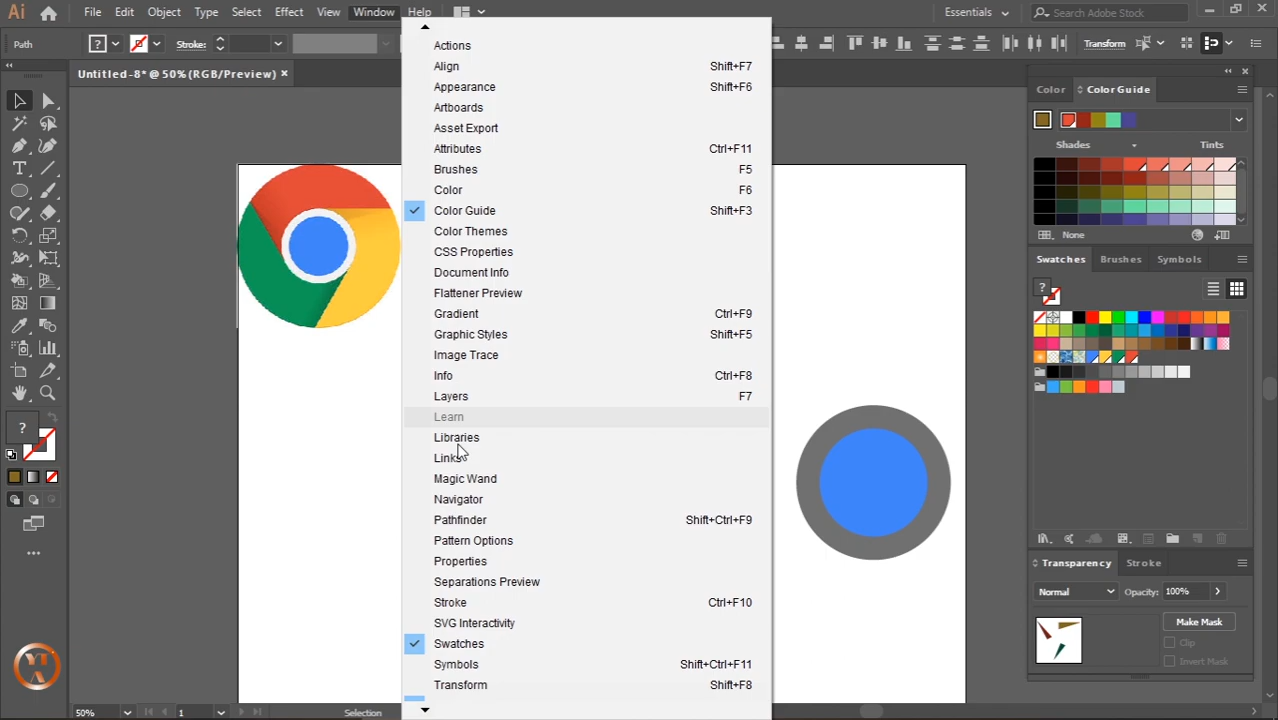 Ai File Edit Object Type Select Effect View Window Help Essentials Search Adobe Stock
Path ? Stroke: Transform
Untitled-8* @ 50% (RGB/Preview) ×
Actions
Align Shift+F7
Appearance Shift+F6
Artboards
Asset Export
Attributes Ctrl+F11
Brushes F5
Color F6
Color Guide Shift+F3
Color Themes
CSS Properties
Document Info
Flattener Preview
Gradient Ctrl+F9
Graphic Styles Shift+F5
Image Trace
Info Ctrl+F8
Layers F7
Learn
Libraries
Links
Magic Wand
Navigator
Pathfinder Shift+Ctrl+F9
Pattern Options
Properties
Separations Preview
Stroke Ctrl+F10
SVG Interactivity
Swatches
Symbols Shift+Ctrl+F11
Transform Shift+F8
Color Color Guide
Shades Tints
None
Swatches Brushes Symbols
?
Transparency Stroke
Normal Opacity: 100%
Make Mask
Clip
Invert Mask
?
50% 1 Selection